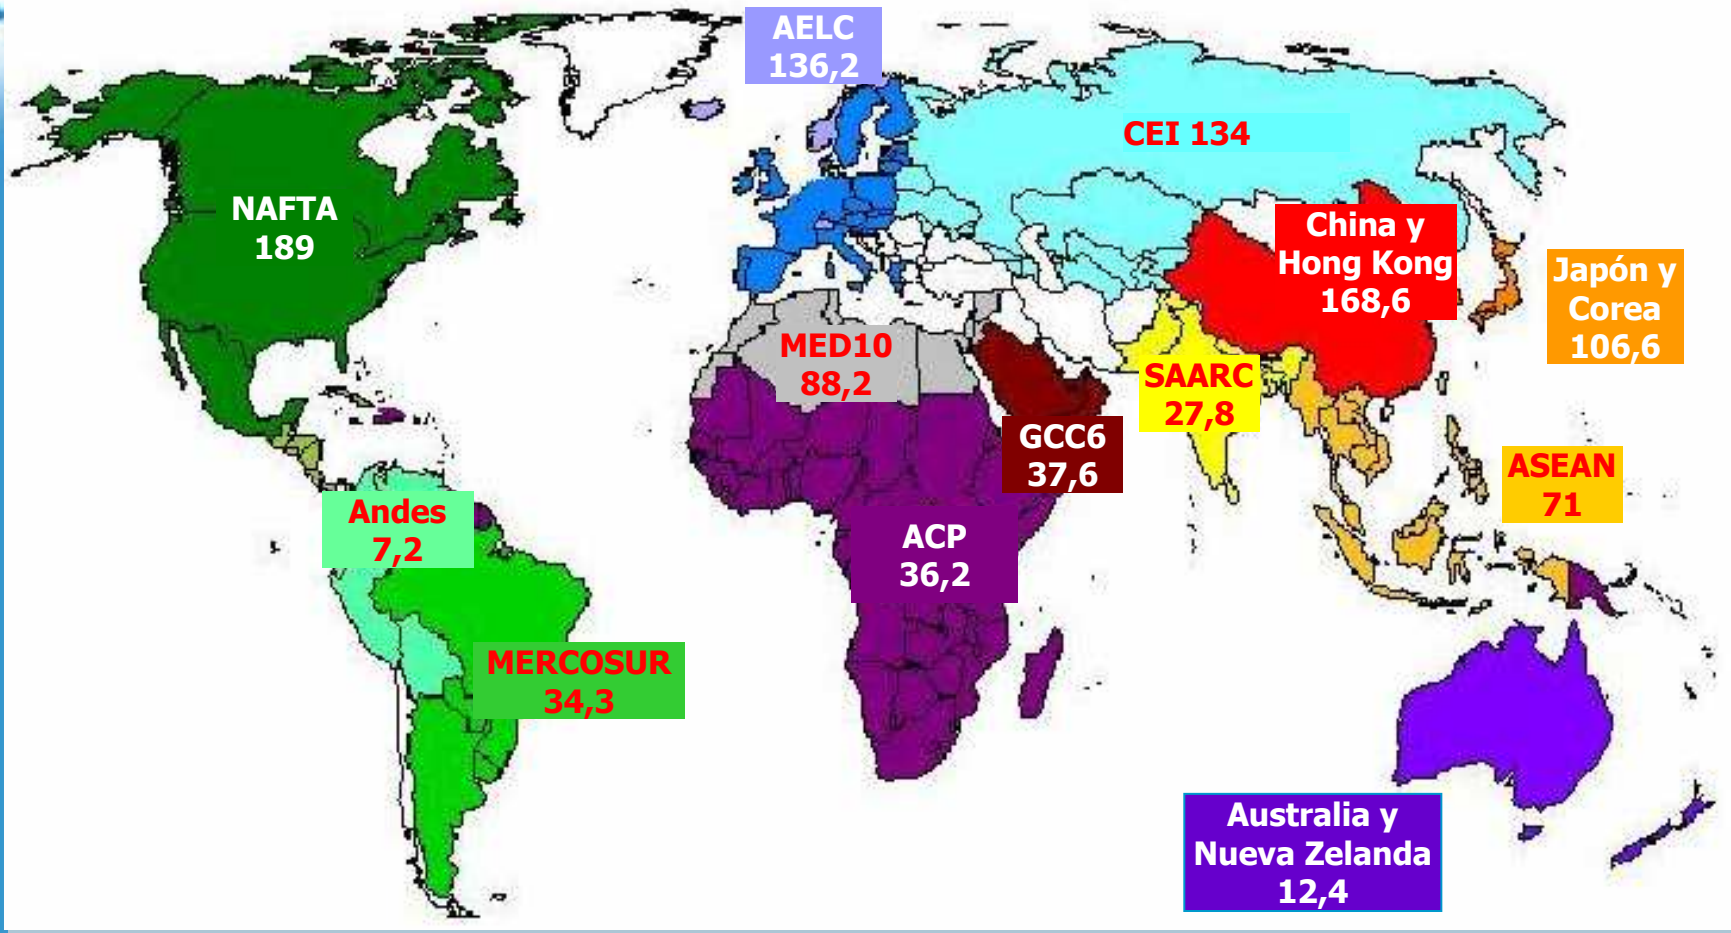 AELC
136,2
CEI 134
NAFTA
189
China y
Hong Kong
168,6
Japón y
Corea
106,6
MED10
88,2
SAARC
27,8
GCC6
37,6
ASEAN
71
Andes
7,2
ACP
36,2
MERCOSUR
34,3
Australia y
Nueva Zelanda
12,4